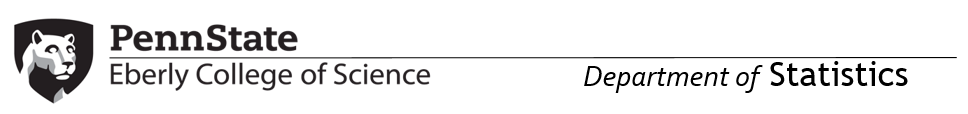 PennState
Eberly College of Science
Department of Statistics